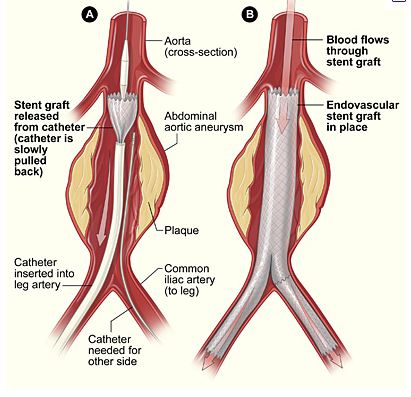 A
Aorta
(cross-section)
Stent graft
released
from catheter
(catheter is
slowly
pulled
back)
Abdominal
aortic aneurysm
Plaque
Catheter
inserted into
leg artery
Common
iliac artery
(to leg)
Catheter
needed for
other side
B
Blood flows
through
stent graft
Endovascular
stent graft
in place